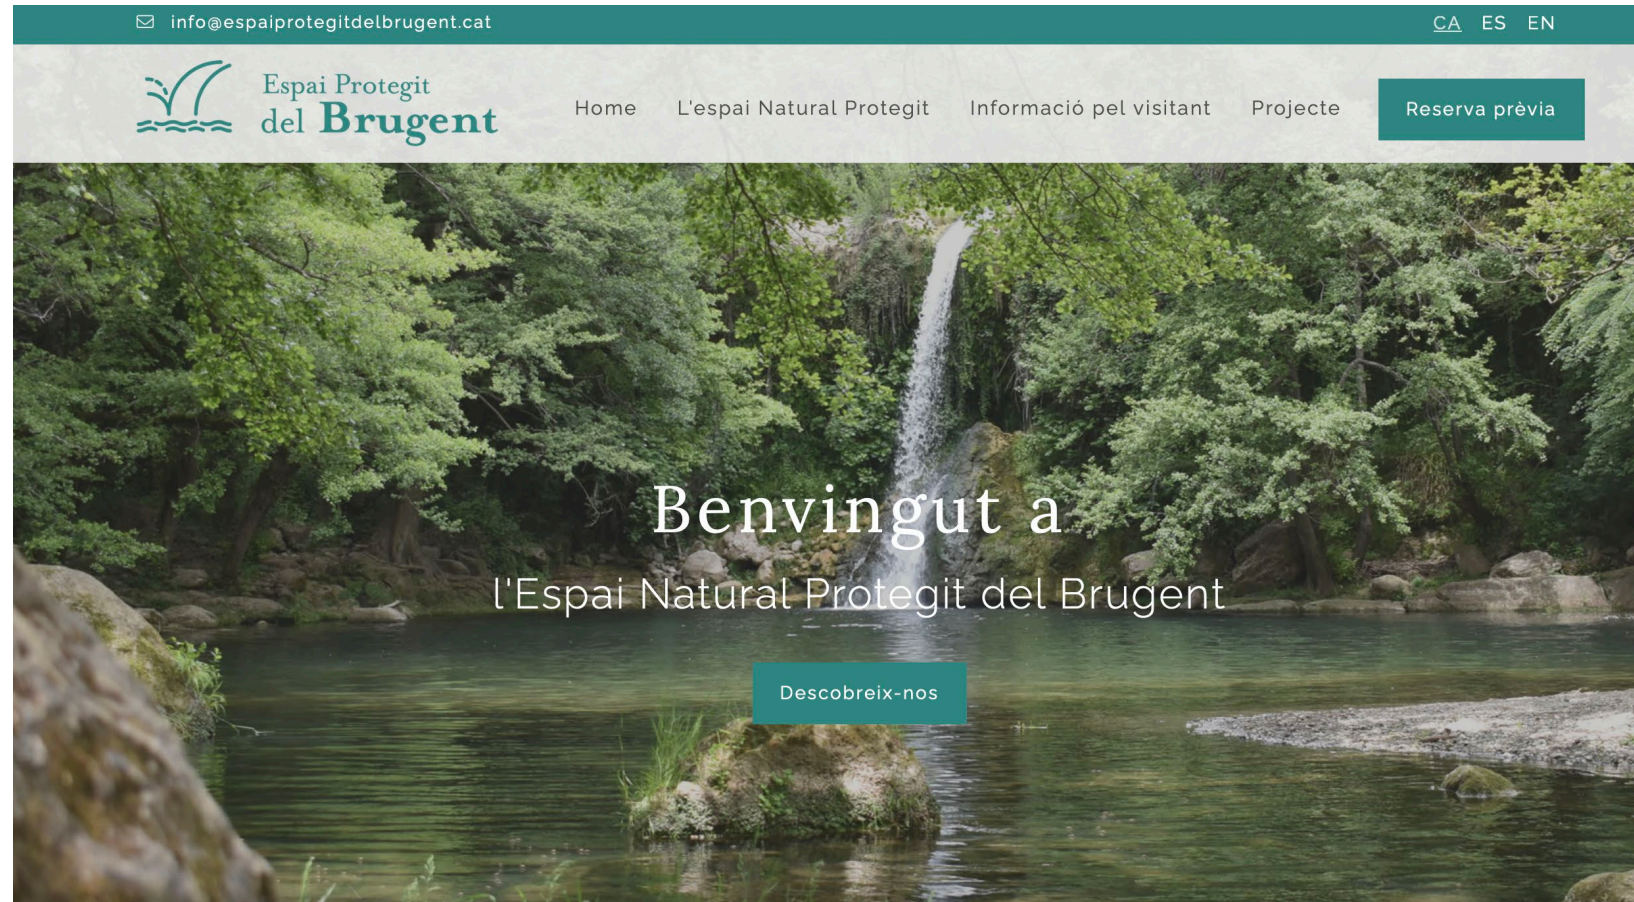 info@espaiprotegitdelbrugent.cat
CA ES EN
Espai Protegit
del Brugent
Home L'espai Natural Protegit Informació pel visitant Projecte Reserva prèvia
Benvingut a
l'Espai Natural Protegit del Brugent
Descobreix-nos